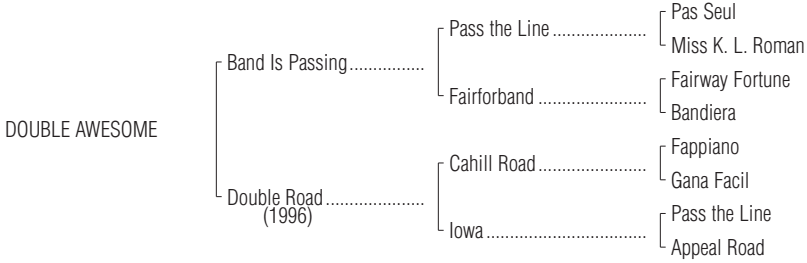 Pas Seul
Pass the Line ....................
Miss K. L. Roman
Band Is Passing................
Fairway Fortune
Fairforband .......................
Bandiera
DOUBLE AWESOME
Fappiano
Cahill Road .......................
Gana Facil
Double Road .....................
(1996)
Pass the Line
Iowa ..................................
Appeal Road